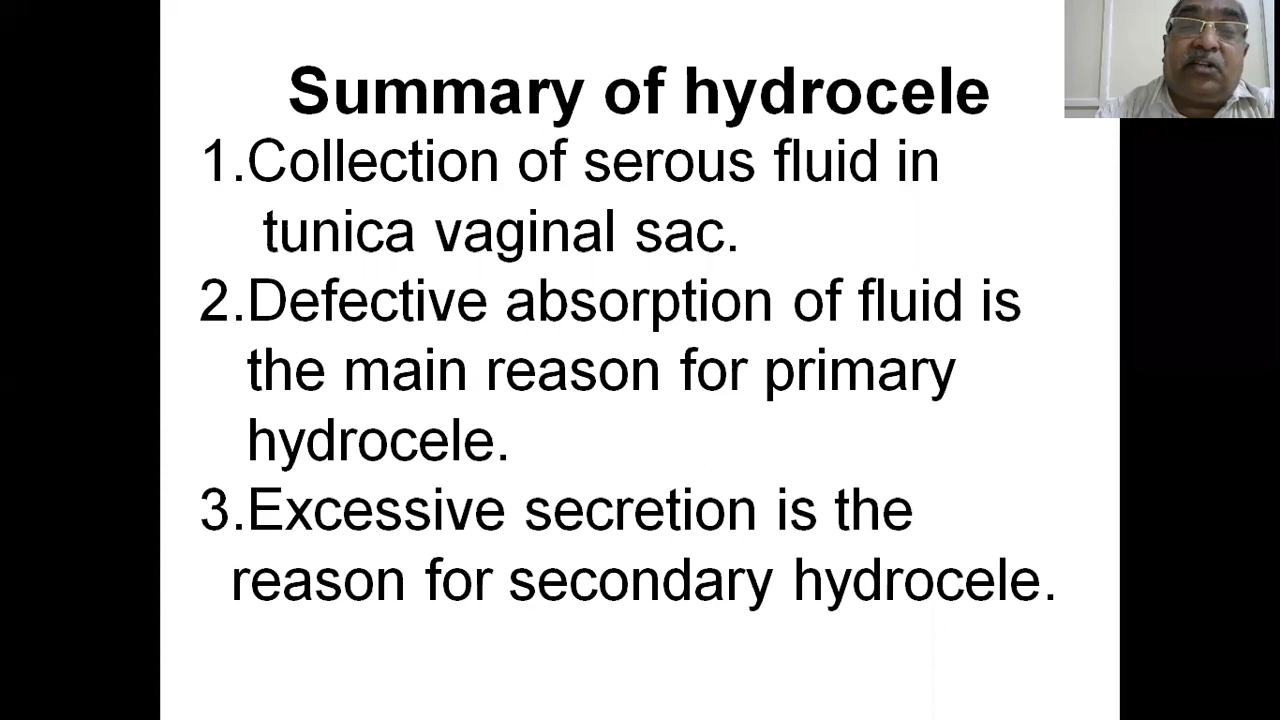 Summary of hydrocele
1.Collection of serous fluid in
tunica vaginal sac.
2.Defective absorption of fluid is
the main reason for primary
hydrocele.
3.Excessive secretion is the
reason for secondary hydrocele.